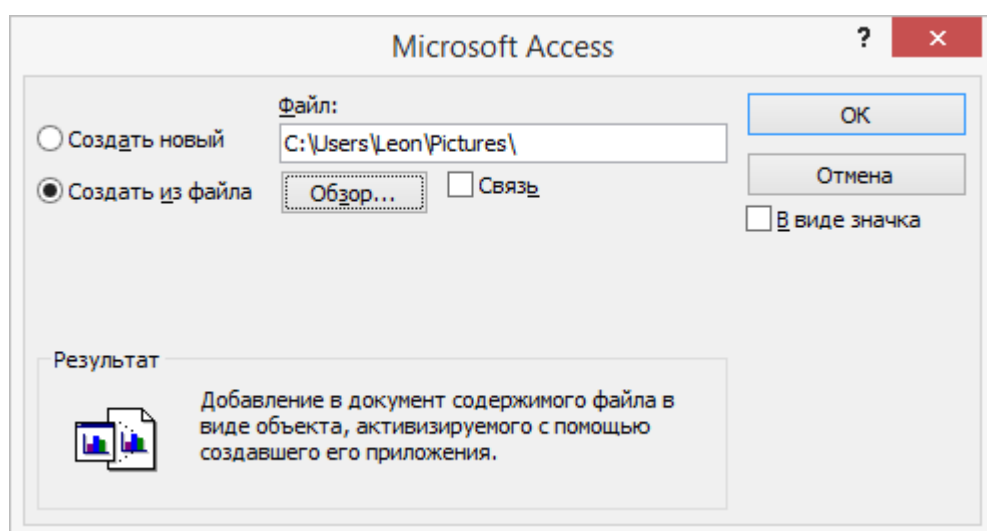 Microsoft Access
?
Файл:
OK
Создать новый
C:\Users\Leon\Pictures\
Создать из файла
Обзор...
Связь
Отмена
В виде значка
Результат
Добавление в документ содержимого файла в
виде объекта, активизируемого с помощью
создавшего его приложения.